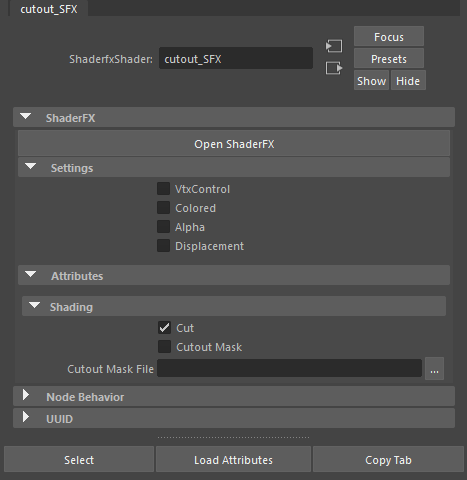 cutout_SFX
Focus
ShaderfxShader: cutout_SFX
Presets
Show Hide
ShaderFX
Open ShaderFX
Settings
VtxControl
Colored
Alpha
Displacement
Attributes
Shading
Cut
Cutout Mask
Cutout Mask File ...
Node Behavior
UUID
Select Load Attributes Copy Tab